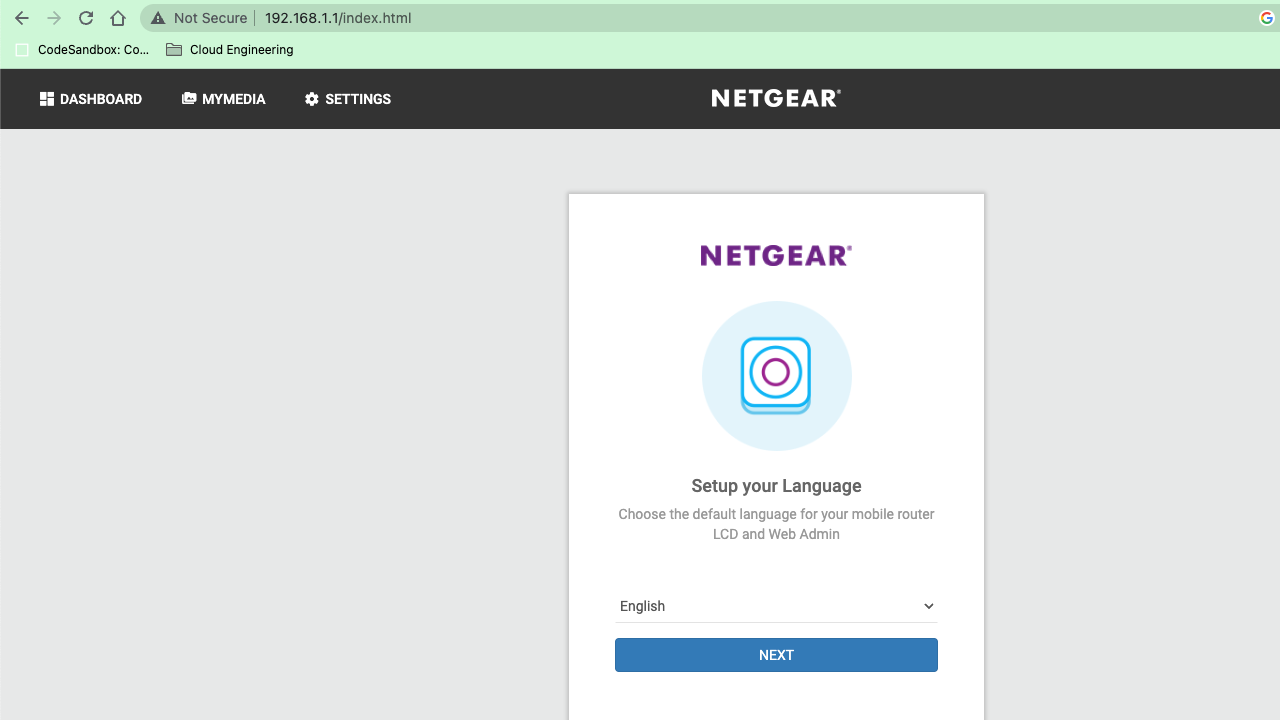 Not Secure 192.168.1.1/index.html
CodeSandbox: Co... Cloud Engineering
DASHBOARD MYMEDIA SETTINGS NETGEAR®
NETGEAR®
Setup your Language
Choose the default language for your mobile router
LCD and Web Admin
English
NEXT